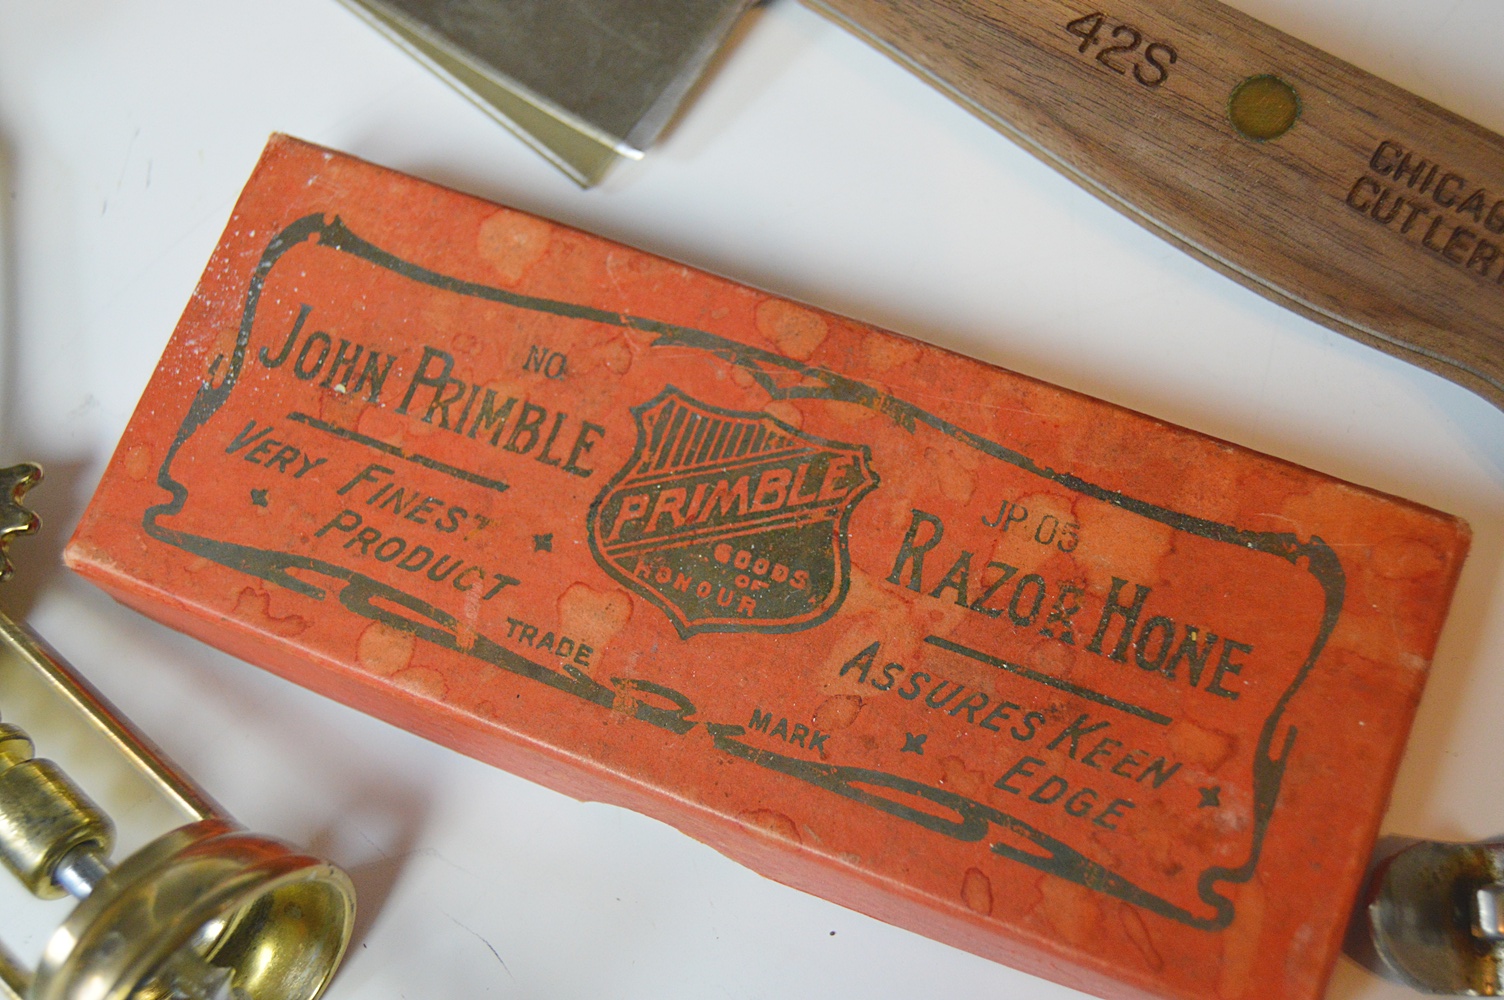 42S
CHICAG
CUTLER
NO
JOHN PRIMBLE
VERY FINEST
PRODUCT
TRADE
PRIMBLE
GOODS
OF
HONOUR
JP.05
RAZOR HONE
ASSURES KEEN
EDGE
MARK